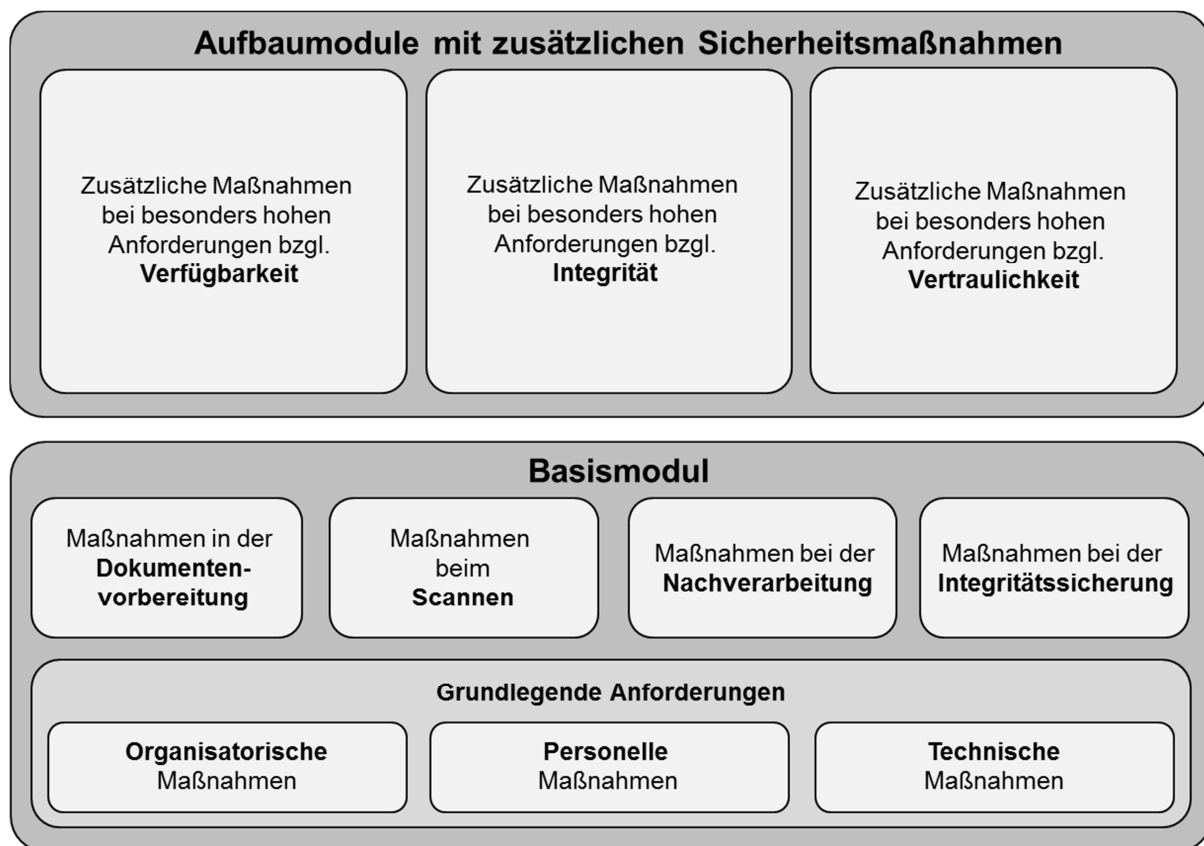 Aufbaumodule mit zusätzlichen Sicherheitsmaßnahmen
Zusätzliche Maßnahmen
bei besonders hohen
Anforderungen bzgl.
Verfügbarkeit
Zusätzliche Maßnahmen
bei besonders hohen
Anforderungen bzgl.
Integrität
Zusätzliche Maßnahmen
bei besonders hohen
Anforderungen bzgl.
Vertraulichkeit
Basismodul
Maßnahmen in der
Dokumenten-
vorbereitung
Maßnahmen
beim
Scannen
Maßnahmen bei der
Nachverarbeitung
Maßnahmen bei der
Integritätssicherung
Grundlegende Anforderungen
Organisatorische
Maßnahmen
Personelle
Maßnahmen
Technische
Maßnahmen